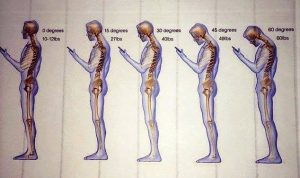 0 degrees
10-12lbs
15 degrees
27lbs
30 degrees
40lbs
45 degrees
49lbs
60 degrees
60lbs